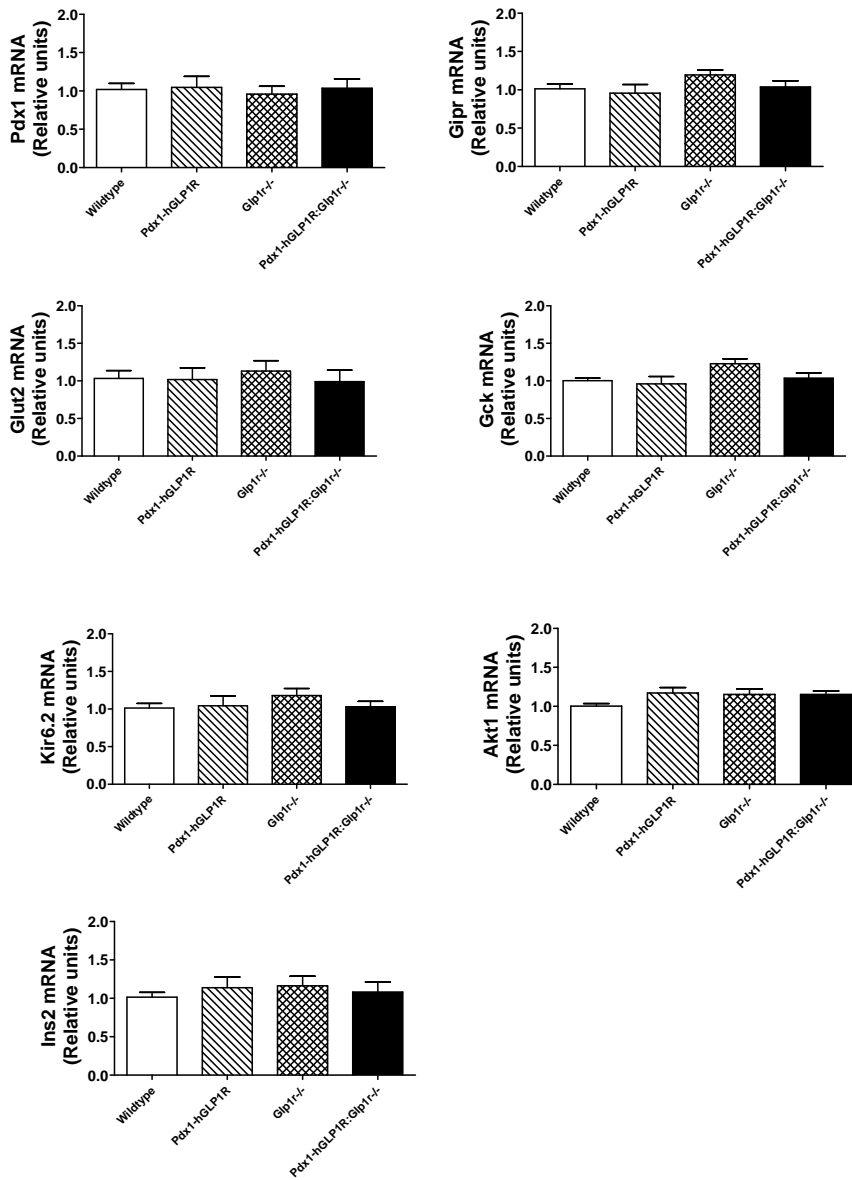 Pdx1 mRNA
(Relative units)
2.0
1.5
1.0
0.5
0.0
Wildtype
Pdx1-hGLP1R
Glp1r-/-
Pdx1-hGLP1R:Glp1r-/-
Gipr mRNA
(Relative units)
2.0
1.5
1.0
0.5
0.0
Wildtype
Pdx1-hGLP1R
Glp1r-/-
Pdx1-hGLP1R:Glp1r-/-
Glut2 mRNA
(Relative units)
2.0
1.5
1.0
0.5
0.0
Wildtype
Pdx1-hGLP1R
Glp1r-/-
Pdx1-hGLP1R:Glp1r-/-
Gck mRNA
(Relative units)
2.0
1.5
1.0
0.5
0.0
Wildtype
Pdx1-hGLP1R
Glp1r-/-
Pdx1-hGLP1R:Glp1r-/-
Kir6.2 mRNA
(Relative units)
2.0
1.5
1.0
0.5
0.0
Wildtype
Pdx1-hGLP1R
Glp1r-/-
Pdx1-hGLP1R:Glp1r-/-
Akt1 mRNA
(Relative units)
2.0
1.5
1.0
0.5
0.0
Wildtype
Pdx1-hGLP1R
Glp1r-/-
Pdx1-hGLP1R:Glp1r-/-
Ins2 mRNA
(Relative units)
2.0
1.5
1.0
0.5
0.0
Wildtype
Pdx1-hGLP1R
Glp1r-/-
Pdx1-hGLP1R:Glp1r-/-